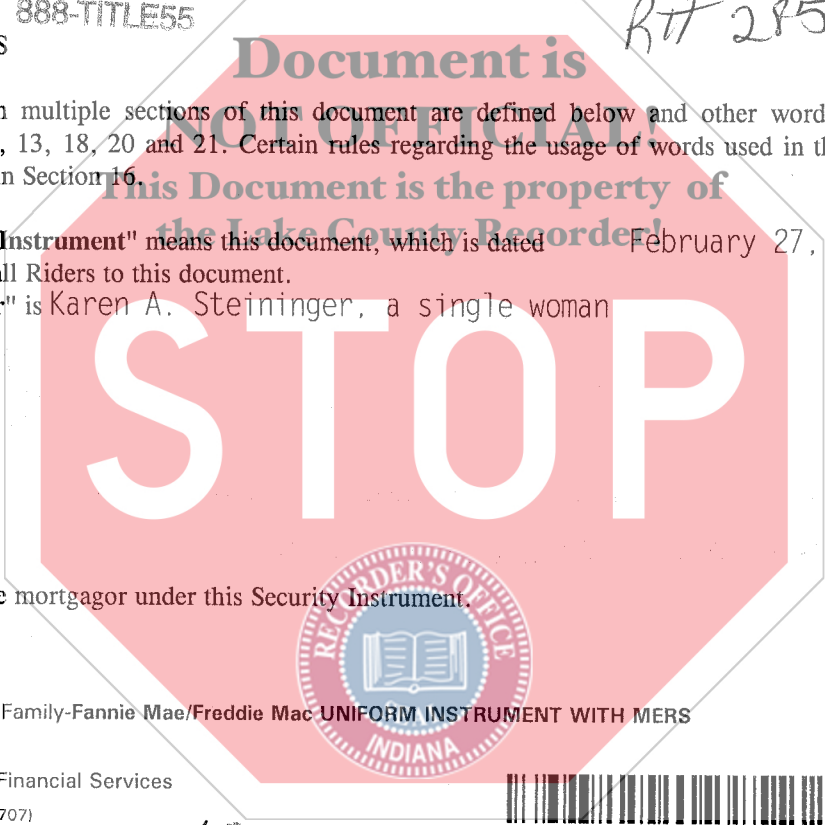 888-TITLE55
S
Document is
multiple sections of this document are defined below and other word
NOT OFFICIAL!
, 13, 18, 20 and 21. Certain rules regarding the usage of words used in th
n Section 16.
This Document is the property of
the Lake County Recorder!
Instrument" means this document, which is dated February 27,
ll Riders to this document.
r" is Karen A. Steininger, a single woman
STOP
e mortgagor under this Security Instrument.
RECORDER'S OFFICE
INDIANA
Family-Fannie Mae/Freddie Mac UNIFORM INSTRUMENT WITH MERS
Financial Services
707)